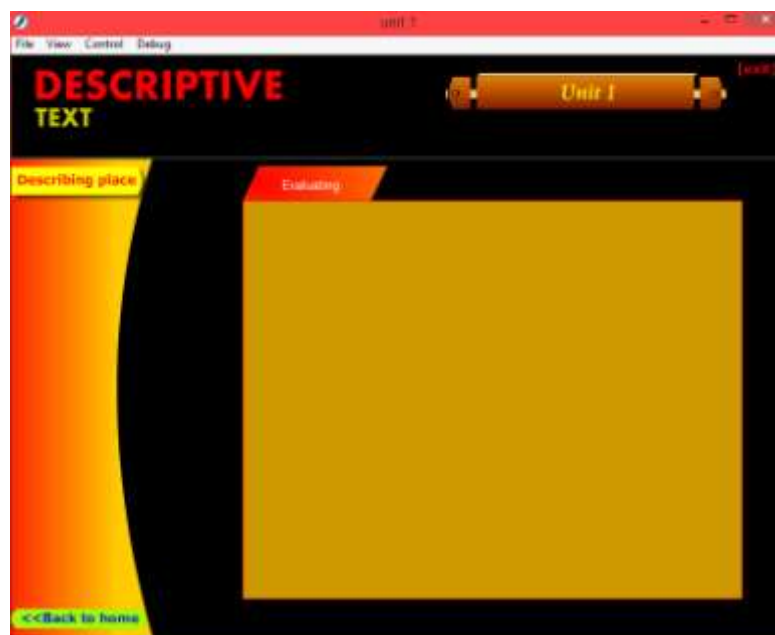 unit 1
File View Control Debug
[exit]
DESCRIPTIVE
TEXT
Unit 1
Describing place
Evaluating
<<Back to home